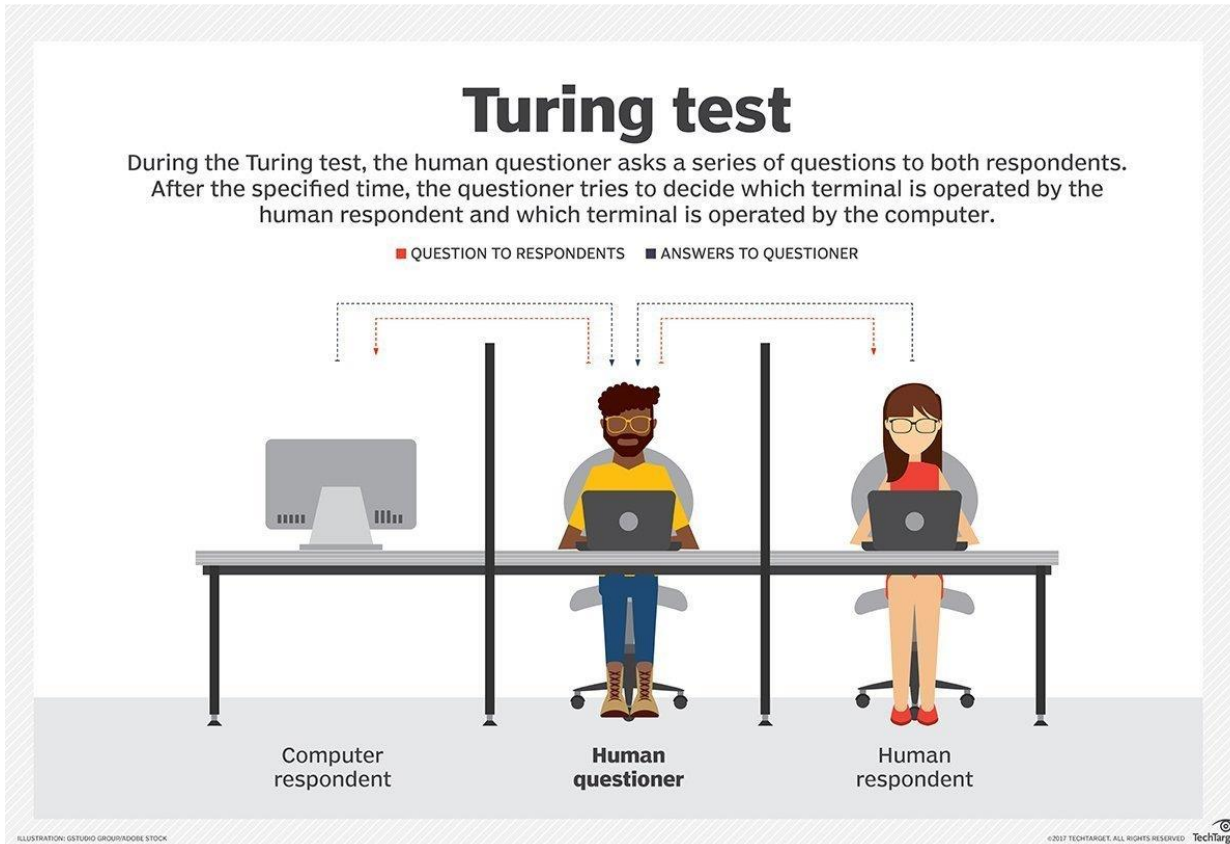 Turing test
During the Turing test, the human questioner asks a series of questions to both respondents.
After the specified time, the questioner tries to decide which terminal is operated by the
human respondent and which terminal is operated by the computer.
QUESTION TO RESPONDENTS ANSWERS TO QUESTIONER
Computer
respondent
Human
questioner
Human
respondent
ILLUSTRATION: GSTUDIO GROUP/ADOBE STOCK
©2017 TECHTARGET. ALL RIGHTS RESERVED TechTarg